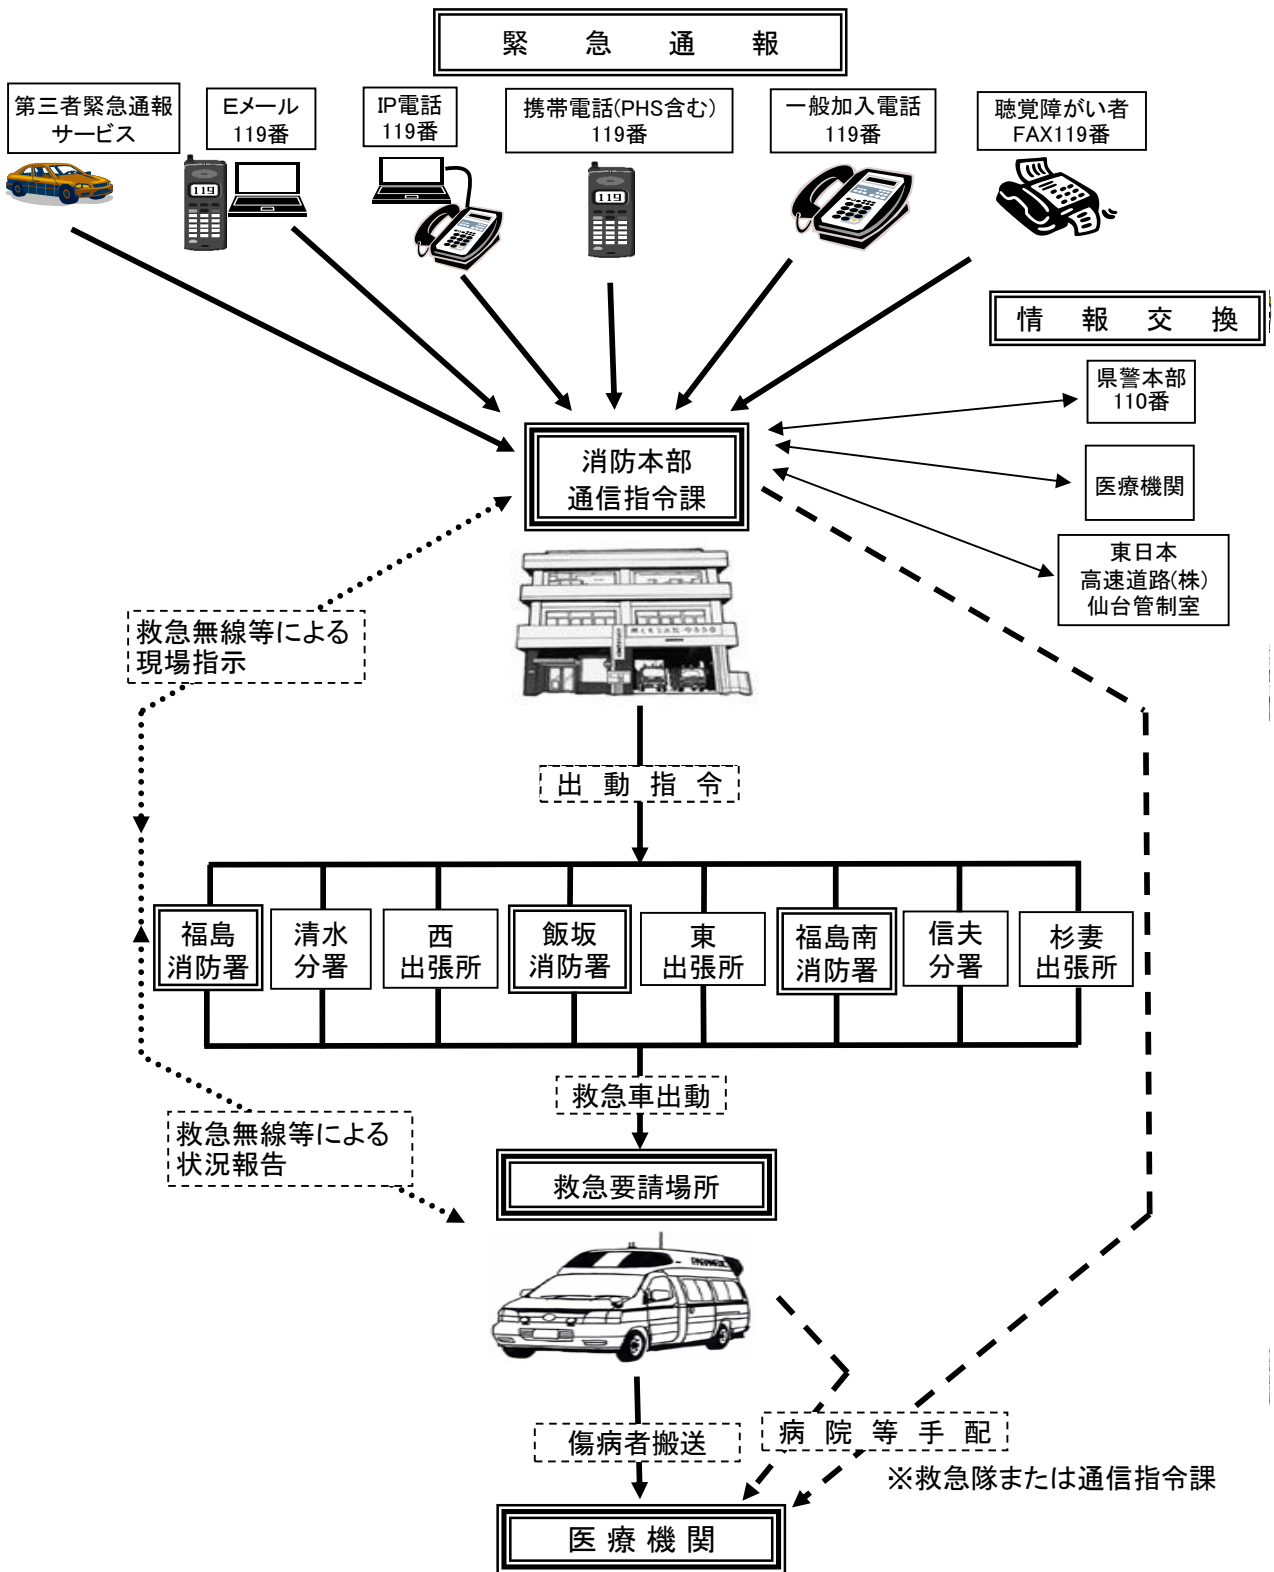 緊急通報
第三者緊急通報
サービス
Eメール
119番
IP電話
119番
携帯電話(PHS含む)
119番
一般加入電話
119番
聴覚障がい者
FAX119番
119
119
情報交換
県警本部
110番
消防本部
通信指令課
医療機関
東日本
高速道路(株)
仙台管制室
救急無線等による
現場指示
出動指令
福島
消防署
清水
分署
西
出張所
飯坂
消防署
東
出張所
福島南
消防署
信夫
分署
杉妻
出張所
救急車出動
救急無線等による
状況報告
救急要請場所
傷病者搬送
病院等手配
※救急隊または通信指令課
医療機関